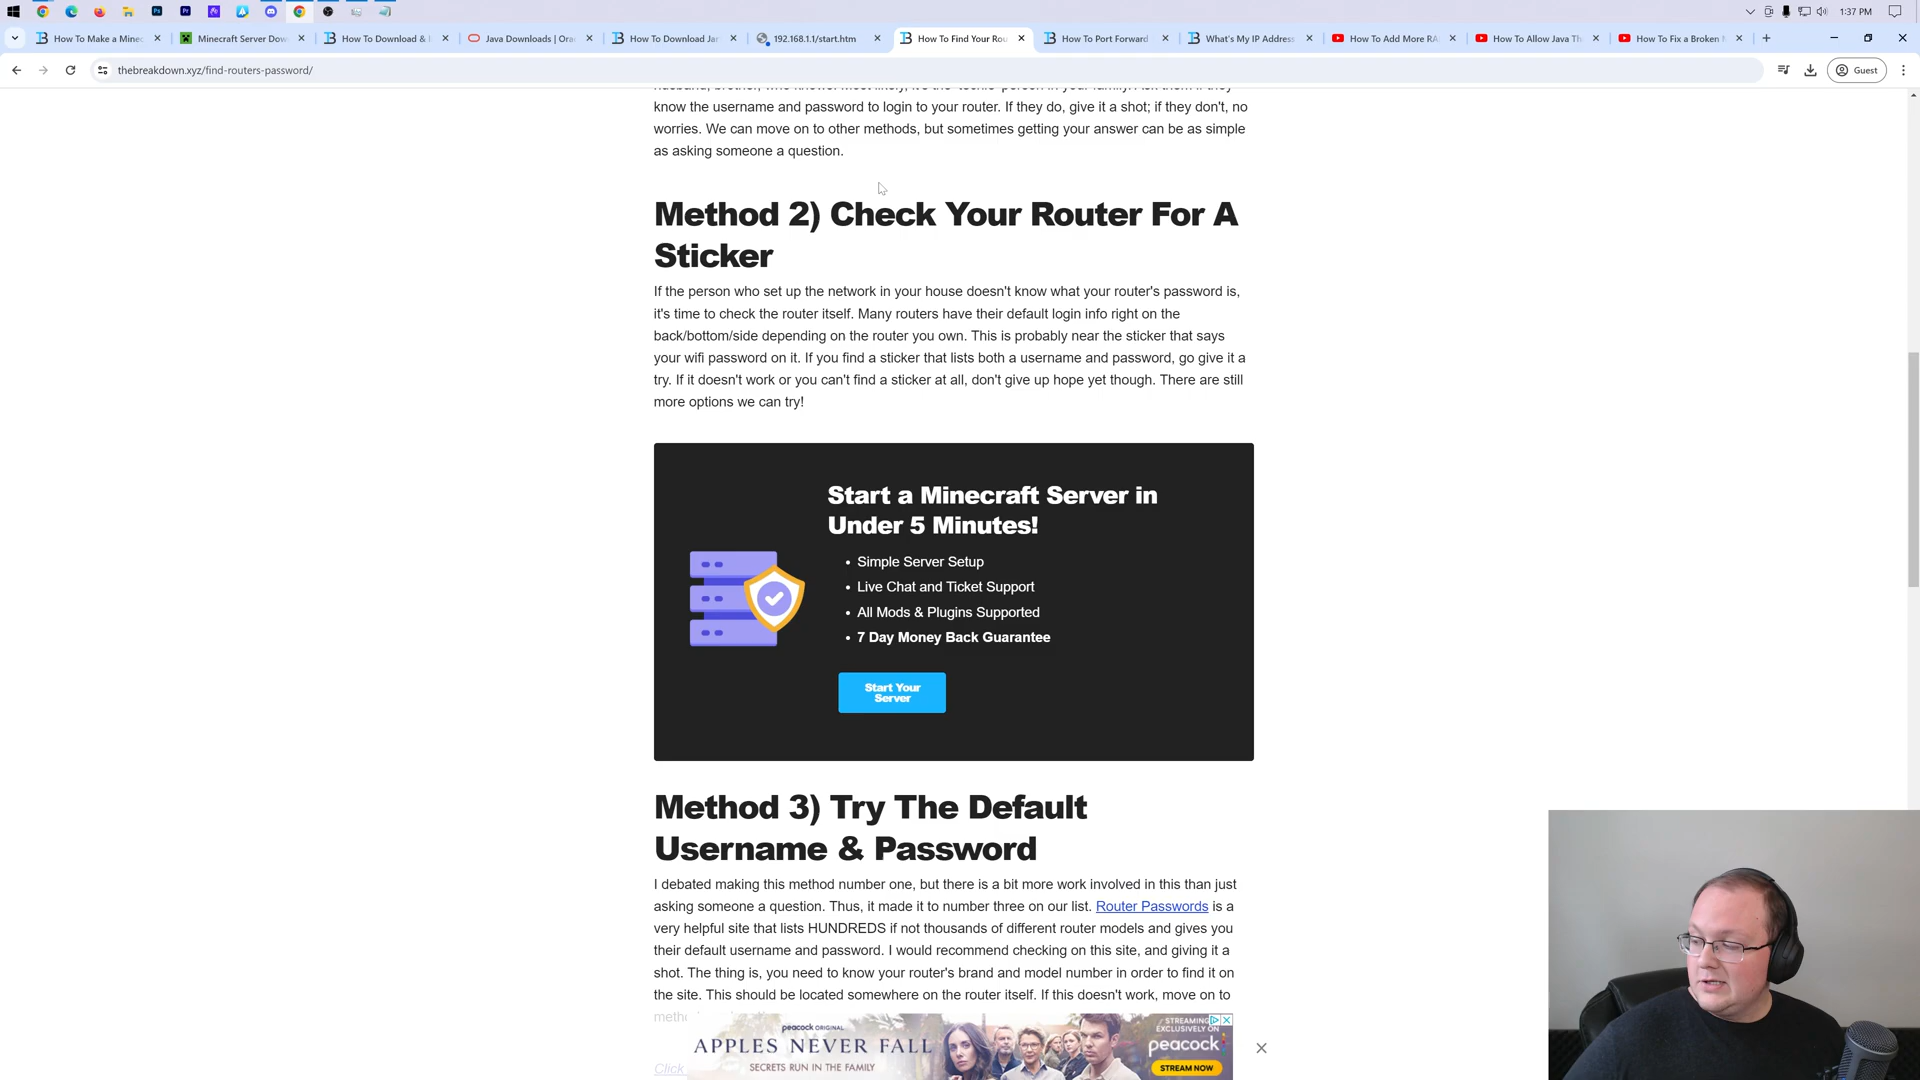 1:37 PM
How To Make a Minec
Minecraft Server Dow
How To Download & I
Java Downloads | Ora
How To Download Jar
192.168.1.1/start.htm
How To Find Your Rou
How To Port Forward
What's My IP Address
How To Add More RA
How To Allow Java Th
How To Fix a Broken
thebreakdown.xyz/find-routers-password/
Guest
know the username and password to login to your router. If they do, give it a shot; if they don't, no
worries. We can move on to other methods, but sometimes getting your answer can be as simple
as asking someone a question.
Method 2) Check Your Router For A
Sticker
If the person who set up the network in your house doesn't know what your router's password is,
it's time to check the router itself. Many routers have their default login info right on the
back/bottom/side depending on the router you own. This is probably near the sticker that says
your wifi password on it. If you find a sticker that lists both a username and password, go give it a
try. If it doesn't work or you can't find a sticker at all, don't give up hope yet though. There are still
more options we can try!
Start a Minecraft Server in
Under 5 Minutes!
• Simple Server Setup
• Live Chat and Ticket Support
• All Mods & Plugins Supported
• 7 Day Money Back Guarantee
Start Your
Server
Method 3) Try The Default
Username & Password
I debated making this method number one, but there is a bit more work involved in this than just
asking someone a question. Thus, it made it to number three on our list. Router Passwords is a
very helpful site that lists HUNDREDS if not thousands of different router models and gives you
their default username and password. I would recommend checking on this site, and giving it a
shot. The thing is, you need to know your router's brand and model number in order to find it on
the site. This should be located somewhere on the router itself. If this doesn't work, move on to
peacock ORIGINAL
APPLES NEVER FALL
SECRETS RUN IN THE FAMILY
STREAMING
EXCLUSIVELY ON
peacock
STREAM NOW
Click